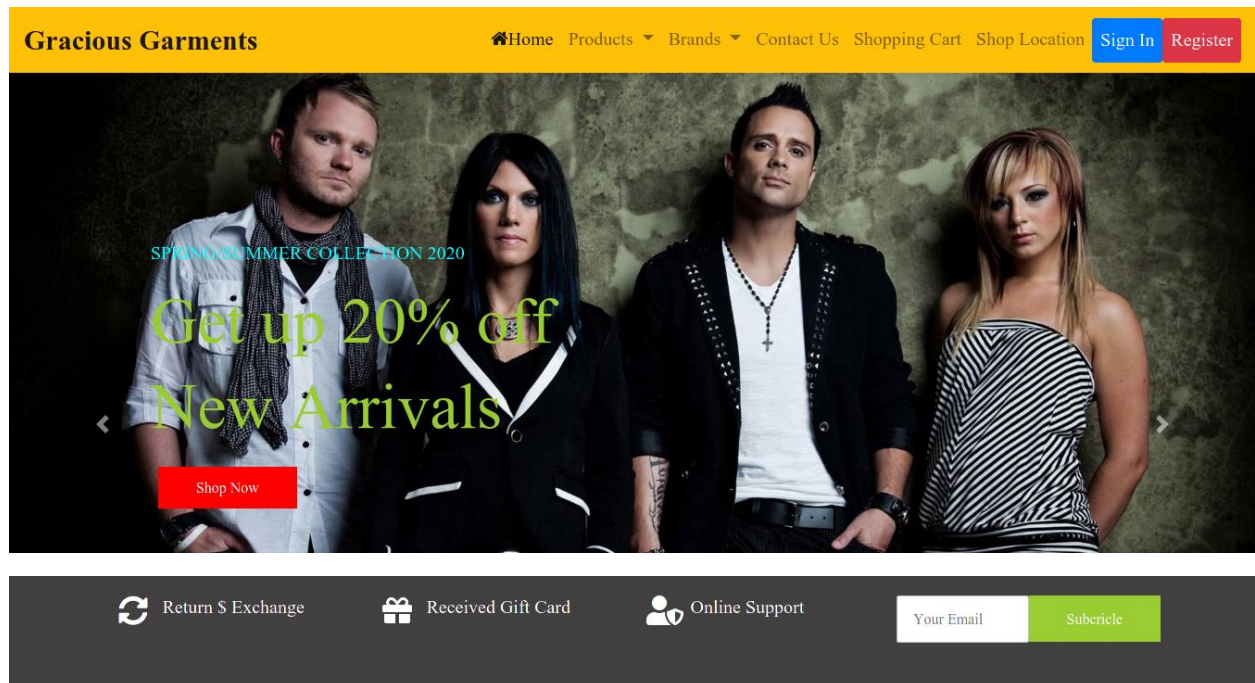 Gracious Garments
Home Products Brands Contact Us Shopping Cart Shop Location Sign In Register
SPRING/SUMMER COLLECTION 2020
Get up 20% off
New Arrivals
Shop Now
Return $ Exchange
Received Gift Card
Online Support
Your Email
Subcricle